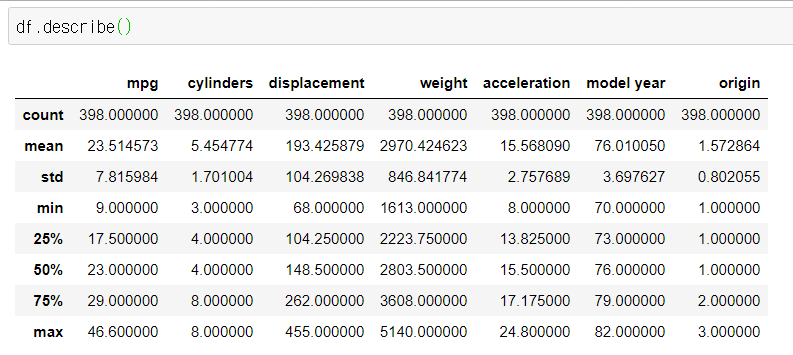 df.describe()
mpg cylinders displacement weight acceleration model year origin
count 398.000000 398.000000 398.000000 398.000000 398.000000 398.000000 398.000000
mean 23.514573 5.454774 193.425879 2970.424623 15.568090 76.010050 1.572864
std 7.815984 1.701004 104.269838 846.841774 2.757689 3.697627 0.802055
min 9.000000 3.000000 68.000000 1613.000000 8.000000 70.000000 1.000000
25% 17.500000 4.000000 104.250000 2223.750000 13.825000 73.000000 1.000000
50% 23.000000 4.000000 148.500000 2803.500000 15.500000 76.000000 1.000000
75% 29.000000 8.000000 262.000000 3608.000000 17.175000 79.000000 2.000000
max 46.600000 8.000000 455.000000 5140.000000 24.800000 82.000000 3.000000